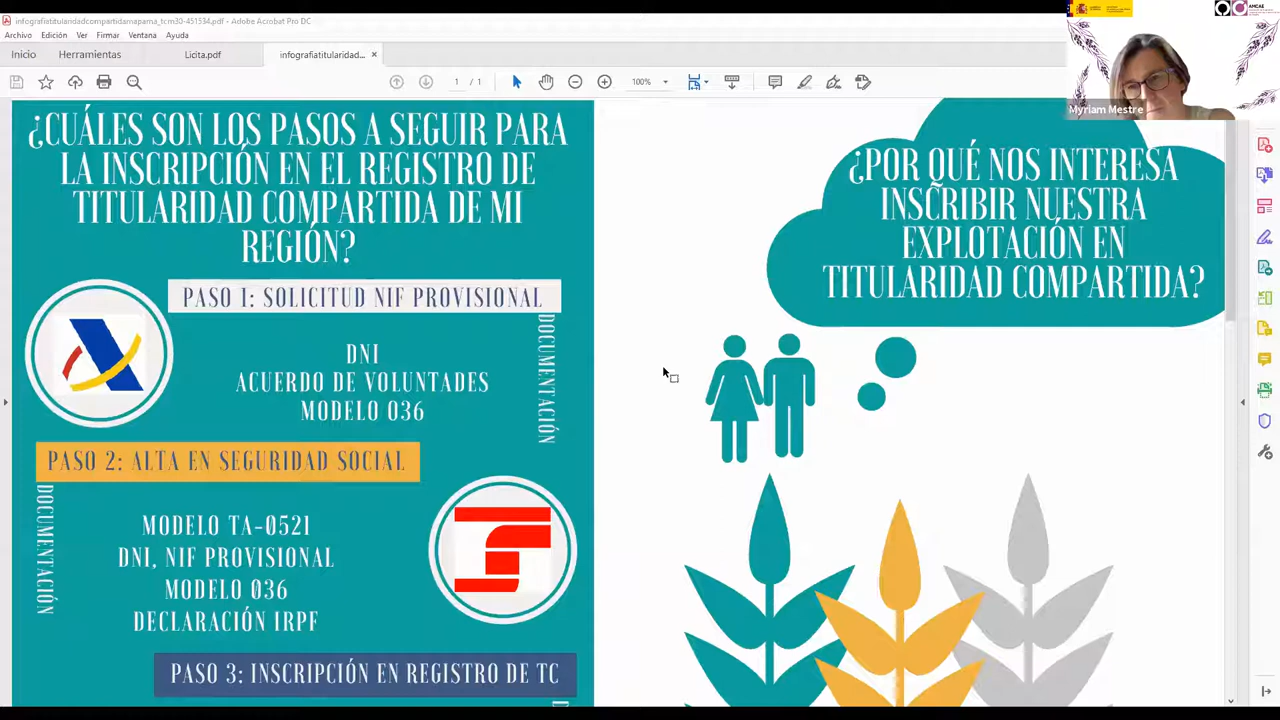 infografiatitularidadcompartidamapama_tcm30-451534.pdf - Adobe Acrobat Pro DC
Archivo Edición Ver Firmar Ventana Ayuda
Inicio Herramientas Licita.pdf infografiatitularidad... ×
1 / 1 100%
Myriam Mestre
AMCAE
¿CUÁLES SON LOS PASOS A SEGUIR PARA
LA INSCRIPCIÓN EN EL REGISTRO DE
TITULARIDAD COMPARTIDA DE MI
REGIÓN?
PASO 1: SOLICITUD NIF PROVISIONAL
DOCUMENTACIÓN
DNI
ACUERDO DE VOLUNTADES
MODELO 036
PASO 2: ALTA EN SEGURIDAD SOCIAL
DOCUMENTACIÓN
MODELO TA-0521
DNI, NIF PROVISIONAL
MODELO 036
DECLARACIÓN IRPF
PASO 3: INSCRIPCIÓN EN REGISTRO DE TC
¿POR QUÉ NOS INTERESA
INSCRIBIR NUESTRA
EXPLOTACIÓN EN
TITULARIDAD COMPARTIDA?